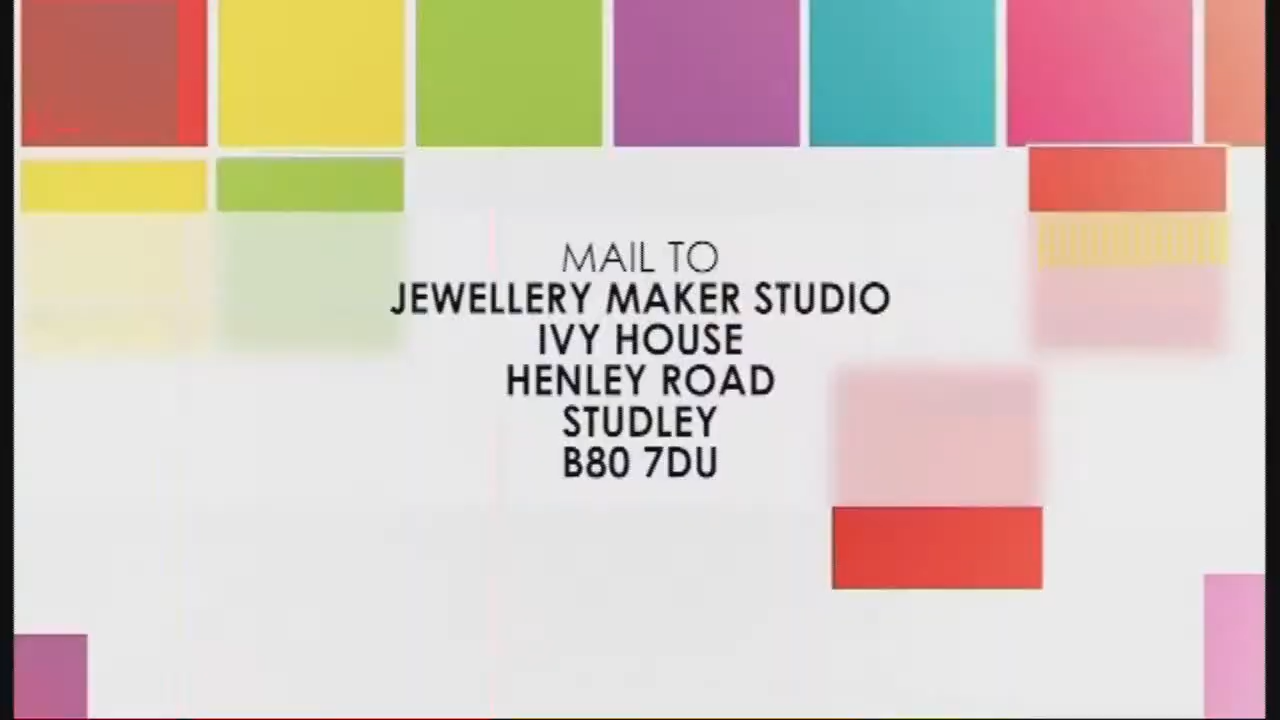 MAIL TO
JEWELLERY MAKER STUDIO
IVY HOUSE
HENLEY ROAD
STUDLEY
B80 7DU